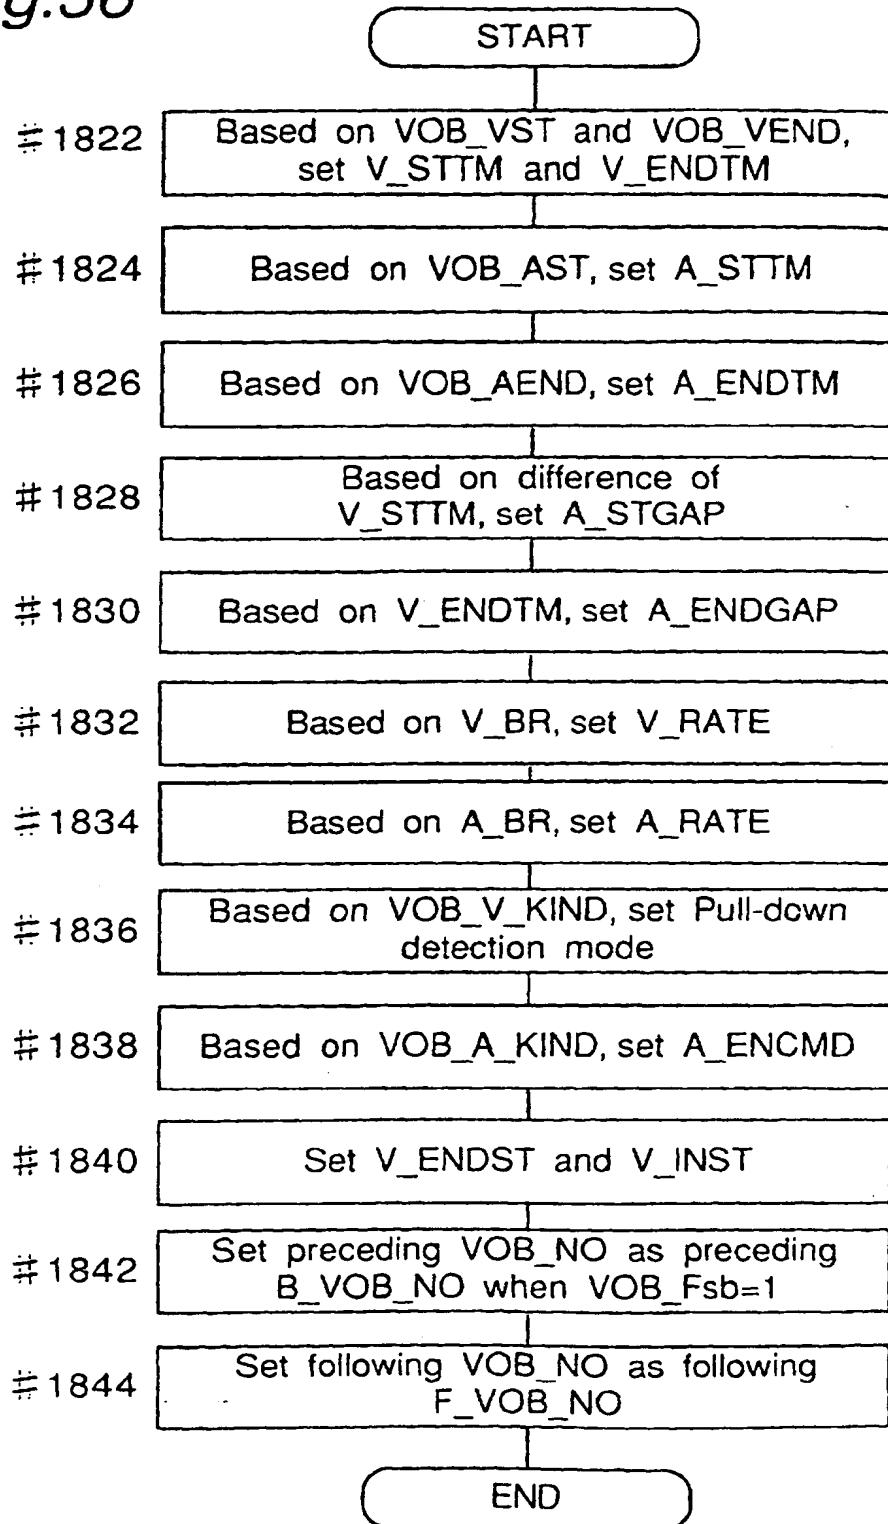 g.56
START
#1822
Based on VOB_VST and VOB_VEND,
set V_STTM and V_ENDTM
#1824
Based on VOB_AST, set A_STTM
#1826
Based on VOB_AEND, set A_ENDTM
#1828
Based on difference of
V_STTM, set A_STGAP
#1830
Based on V_ENDTM, set A_ENDGAP
#1832
Based on V_BR, set V_RATE
#1834
Based on A_BR, set A_RATE
#1836
Based on VOB_V_KIND, set Pull-down
detection mode
#1838
Based on VOB_A_KIND, set A_ENCMD
#1840
Set V_ENDST and V_INST
#1842
Set preceding VOB_NO as preceding
B_VOB_NO when VOB_Fsb=1
#1844
Set following VOB_NO as following
F_VOB_NO
END